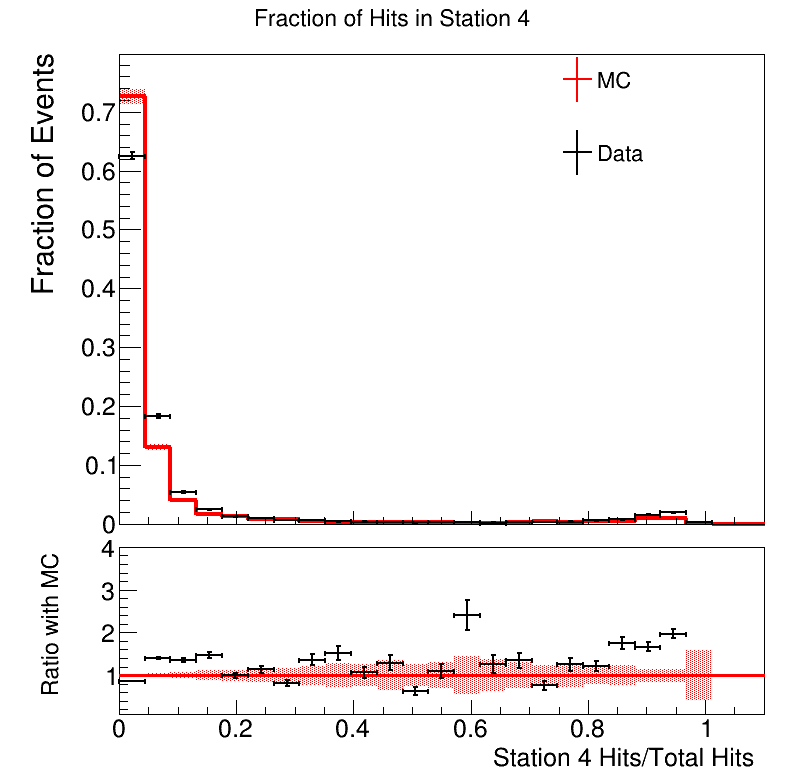 Fraction of Hits in Station 4
Fraction of Events
MC
Data
0.7
0.6
0.5
0.4
0.3
0.2
0.1
0
Ratio with MC
4
3
2
1
0 0.2 0.4 0.6 0.8 1
Station 4 Hits/Total Hits